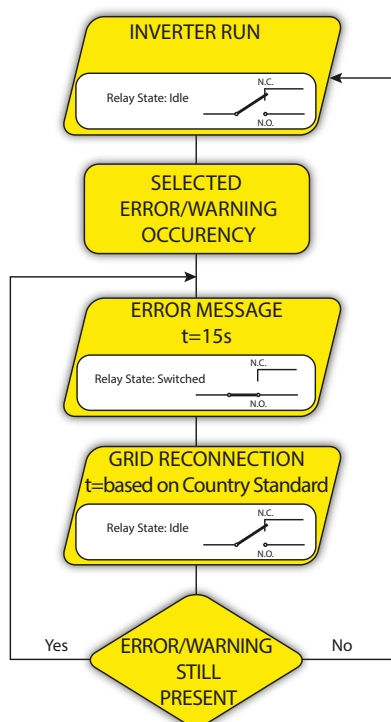 INVERTER RUN
N.C.
Relay State: Idle
N.O.
SELECTED
ERROR/WARNING
OCCURENCY
ERROR MESSAGE
t=15s
N.C.
Relay State: Switched
N.O.
GRID RECONNECTION
t=based on Country Standard
N.C.
Relay State: Idle
N.O.
Yes
No
ERROR/WARNING
STILL
PRESENT